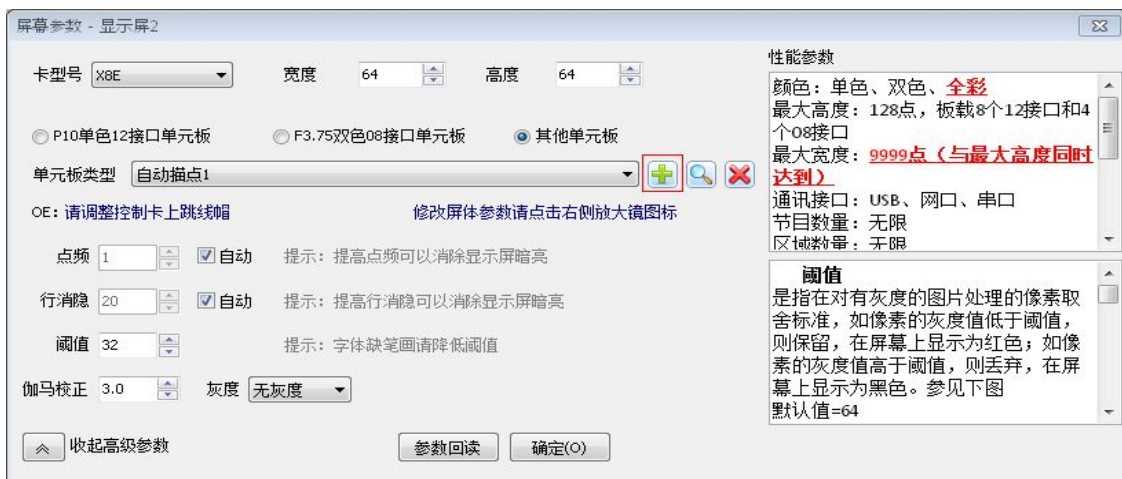 屏幕参数 - 显示屏2
卡型号 X8E 宽度 64 高度 64
P10单色12接口单元板 F3.75双色08接口单元板 其他单元板
单元板类型 自动描点1
OE：请调整控制卡上跳线帽 修改屏体参数请点击右侧放大镜图标
点频 1 自动 提示：提高点频可以消除显示屏暗亮
行消隐 20 自动 提示：提高行消隐可以消除显示屏暗亮
阈值 32 提示：字体缺笔画请降低阈值
伽马校正 3.0 灰度 无灰度
收起高级参数 参数回读 确定(O)
性能参数
颜色：单色、双色、全彩
最大高度：128点，板载8个12接口和4
个08接口
最大宽度：9999点（与最大高度同时
达到）
通讯接口：USB、网口、串口
节目数量：无限
区域数量：无限
阈值
是指在对有灰度的图片处理的像素取
舍标准，如像素的灰度值低于阈值，
则保留，在屏幕上显示为红色；如像
素的灰度值高于阈值，则丢弃，在屏
幕上显示为黑色。参见下图
默认值=64